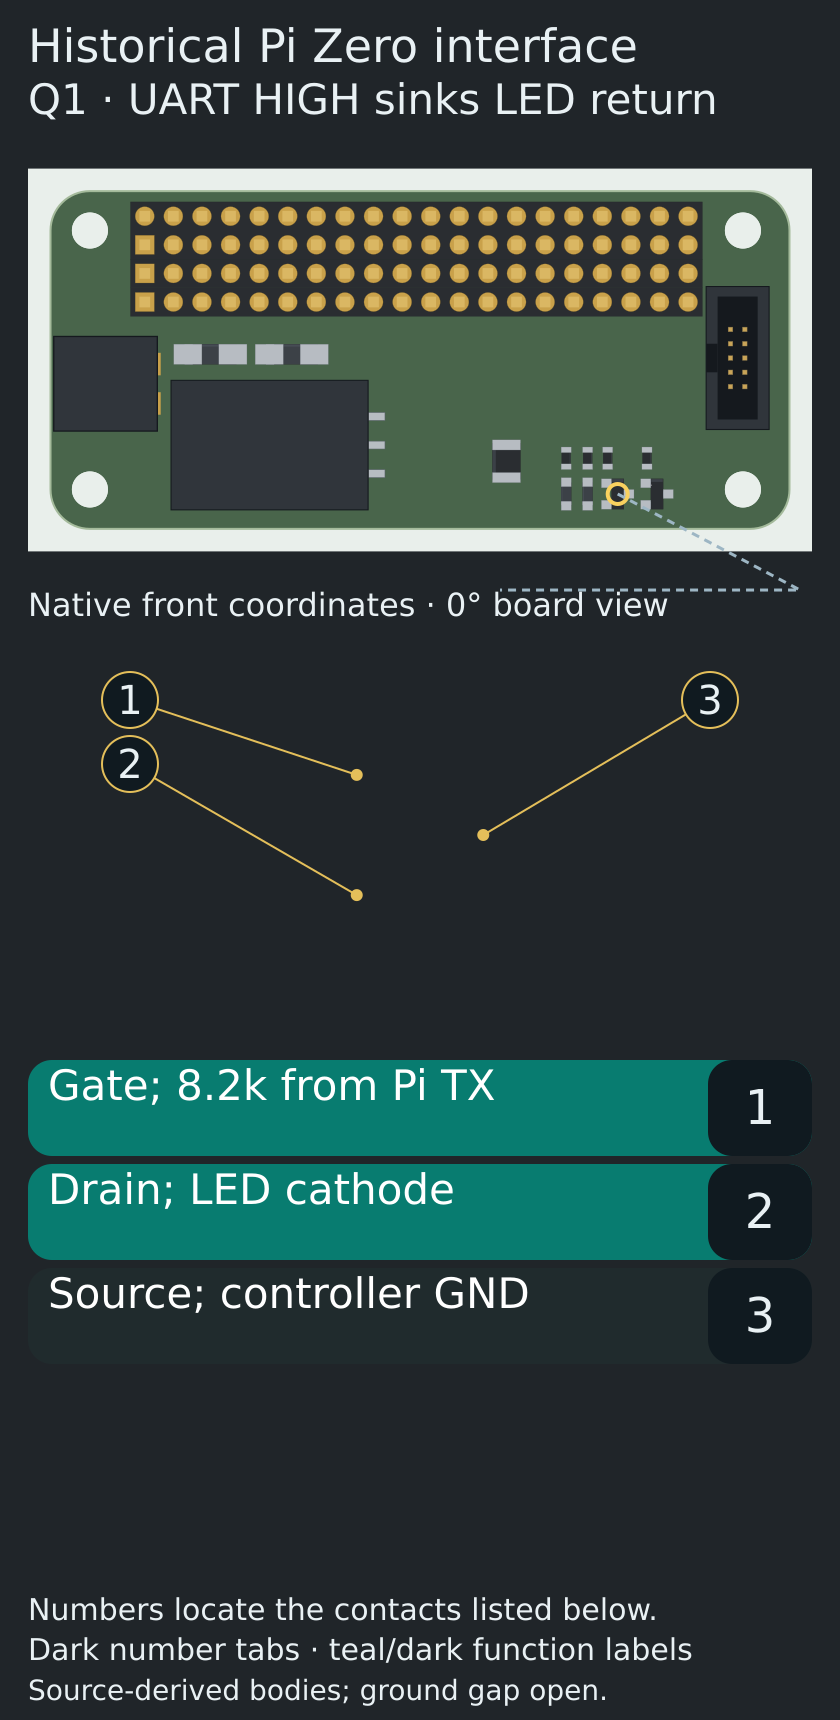 Historical Pi Zero interface
Q1 · UART HIGH sinks LED return
Native front coordinates · 0° board view
1
3
2
Gate; 8.2k from Pi TX
1
Drain; LED cathode
2
Source; controller GND
3
Numbers locate the contacts listed below.
Dark number tabs · teal/dark function labels
Source-derived bodies; ground gap open.